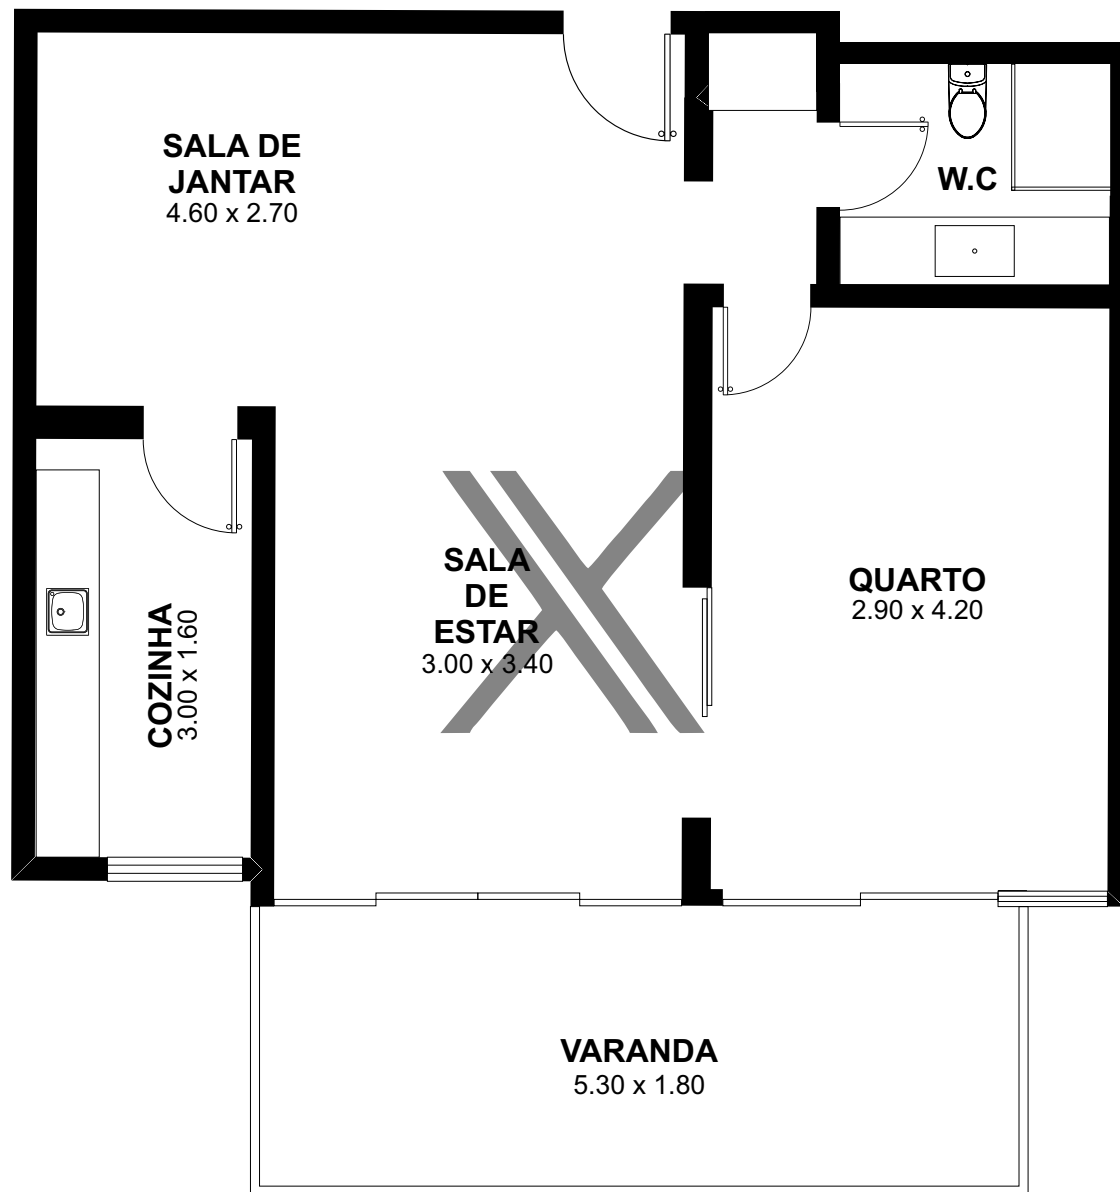 SALA DE
JANTAR
4.60 x 2.70
W.C
SALA
DE
ESTAR
3.00 x 3.40
QUARTO
2.90 x 4.20
COZINHA
3.00 x 1.60
VARANDA
5.30 x 1.80